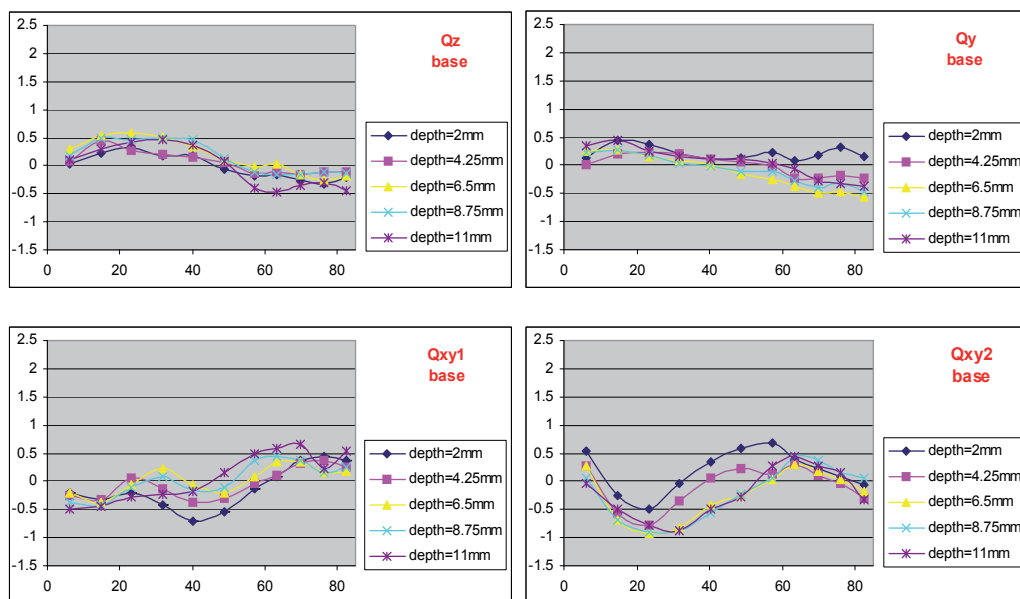 2.5
2
1.5
1
0.5
0
-0.5
-1
-1.5
0 20 40 60 80
Qz
base
depth=2mm
depth=4.25mm
depth=6.5mm
depth=8.75mm
depth=11mm
2.5
2
1.5
1
0.5
0
-0.5
-1
-1.5
0 20 40 60 80
Qy
base
depth=2mm
depth=4.25mm
depth=6.5mm
depth=8.75mm
depth=11mm
2.5
2
1.5
1
0.5
0
-0.5
-1
-1.5
0 20 40 60 80
Qxy1
base
depth=2mm
depth=4.25mm
depth=6.5mm
depth=8.75mm
depth=11mm
2.5
2
1.5
1
0.5
0
-0.5
-1
-1.5
0 20 40 60 80
Qxy2
base
depth=2mm
depth=4.25mm
depth=6.5mm
depth=8.75mm
depth=11mm